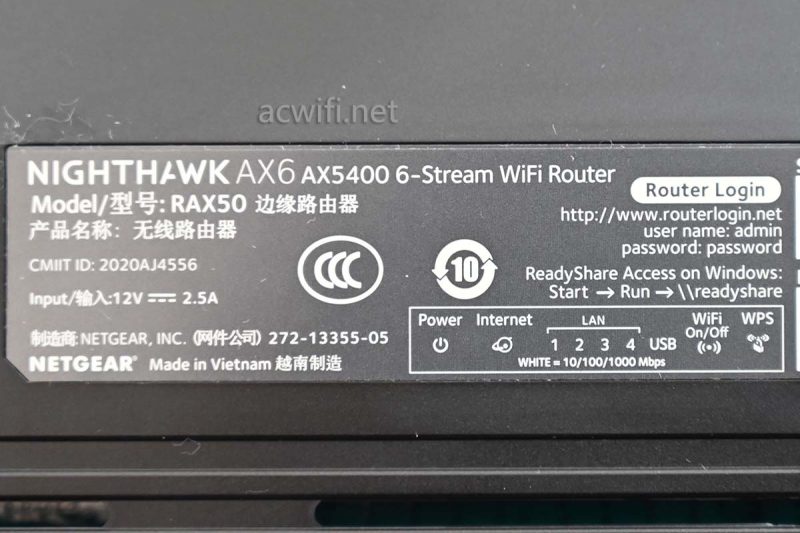 acwifi.net
NIGHTHAWK AX6 AX5400 6-Stream WiFi Router
Model/型号: RAX50 边缘路由器
产品名称: 无线路由器
CMIIT ID: 2020AJ4556
Input/输入:12V ⎓ 2.5A
制造商: NETGEAR, INC. (网件公司) 272-13355-05
NETGEAR® Made in Vietnam 越南制造
CCC
10
Router Login
http://www.routerlogin.net
user name: admin
password: password
ReadyShare Access on Windows:
Start → Run → \\readyshare
Power Internet LAN WiFi WPS
On/Off
1 2 3 4 USB
WHITE = 10/100/1000 Mbps